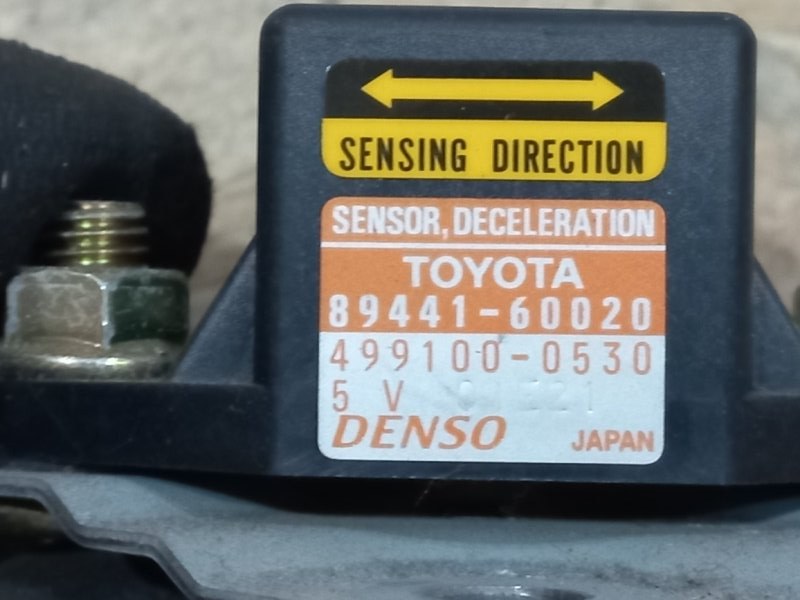 SENSING DIRECTION
SENSOR, DECELERATION
TOYOTA
89441-60020
499100-0530
5 V
DENSO JAPAN